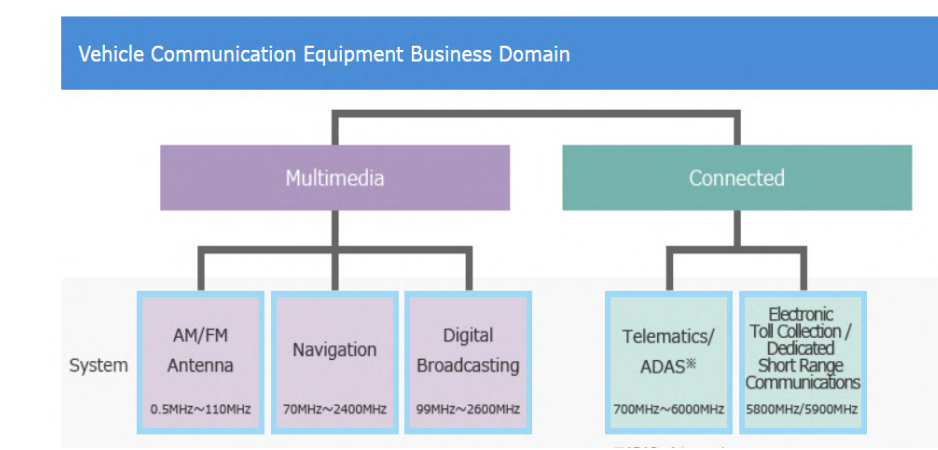 Vehicle Communication Equipment Business Domain
Multimedia
Connected
System
AM/FM
Antenna
0.5MHz～110MHz
Navigation
70MHz～2400MHz
Digital
Broadcasting
99MHz～2600MHz
Telematics/
ADAS※
700MHz～6000MHz
Electronic
Toll Collection /
Dedicated
Short Range
Communications
5800MHz/5900MHz